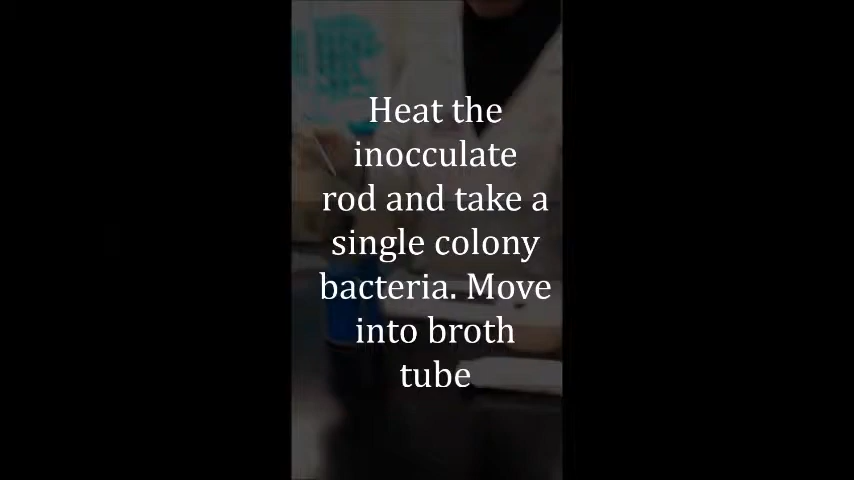 Heat the
inocculate
rod and take a
single colony
bacteria. Move
into broth
tube